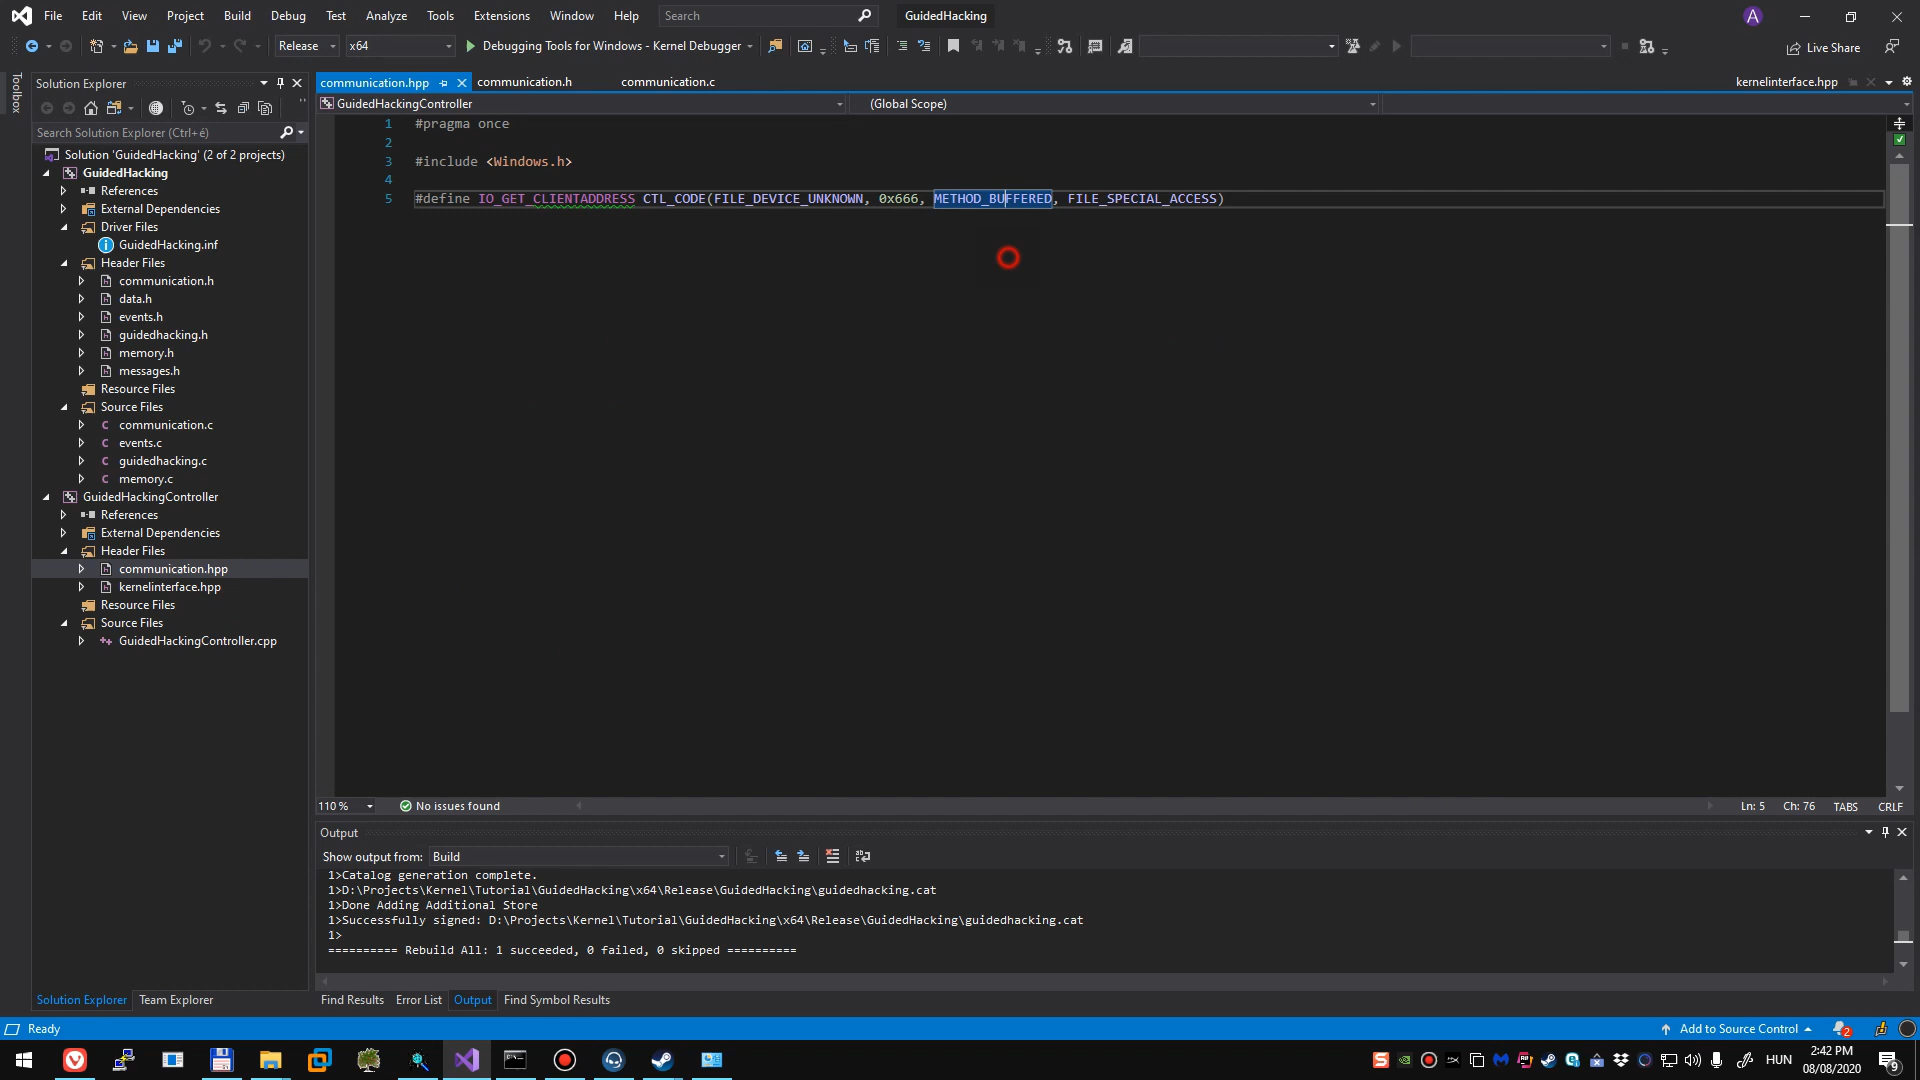 File Edit View Project Build Debug Test Analyze Tools Extensions Window Help Search GuidedHacking A
Release x64 Debugging Tools for Windows - Kernel Debugger Live Share
Toolbox
Solution Explorer
Search Solution Explorer (Ctrl+é)
Solution 'GuidedHacking' (2 of 2 projects)
GuidedHacking
References
External Dependencies
Driver Files
GuidedHacking.inf
Header Files
communication.h
data.h
events.h
guidedhacking.h
memory.h
messages.h
Resource Files
Source Files
communication.c
events.c
guidedhacking.c
memory.c
GuidedHackingController
References
External Dependencies
Header Files
communication.hpp
kernelinterface.hpp
Resource Files
Source Files
GuidedHackingController.cpp
Solution Explorer Team Explorer
communication.hpp communication.h communication.c kernelinterface.hpp
GuidedHackingController (Global Scope)
1 #pragma once
2
3 #include <Windows.h>
4
5 #define IO_GET_CLIENTADDRESS CTL_CODE(FILE_DEVICE_UNKNOWN, 0x666, METHOD_BUFFERED, FILE_SPECIAL_ACCESS)
110 % No issues found Ln: 5 Ch: 76 TABS CRLF
Output
Show output from: Build
1>Catalog generation complete.
1>D:\Projects\Kernel\Tutorial\GuidedHacking\x64\Release\GuidedHacking\guidedhacking.cat
1>Done Adding Additional Store
1>Successfully signed: D:\Projects\Kernel\Tutorial\GuidedHacking\x64\Release\GuidedHacking\guidedhacking.cat
1>
========== Rebuild All: 1 succeeded, 0 failed, 0 skipped ==========
Find Results Error List Output Find Symbol Results
Ready Add to Source Control 2
HUN 2:42 PM
08/08/2020 9